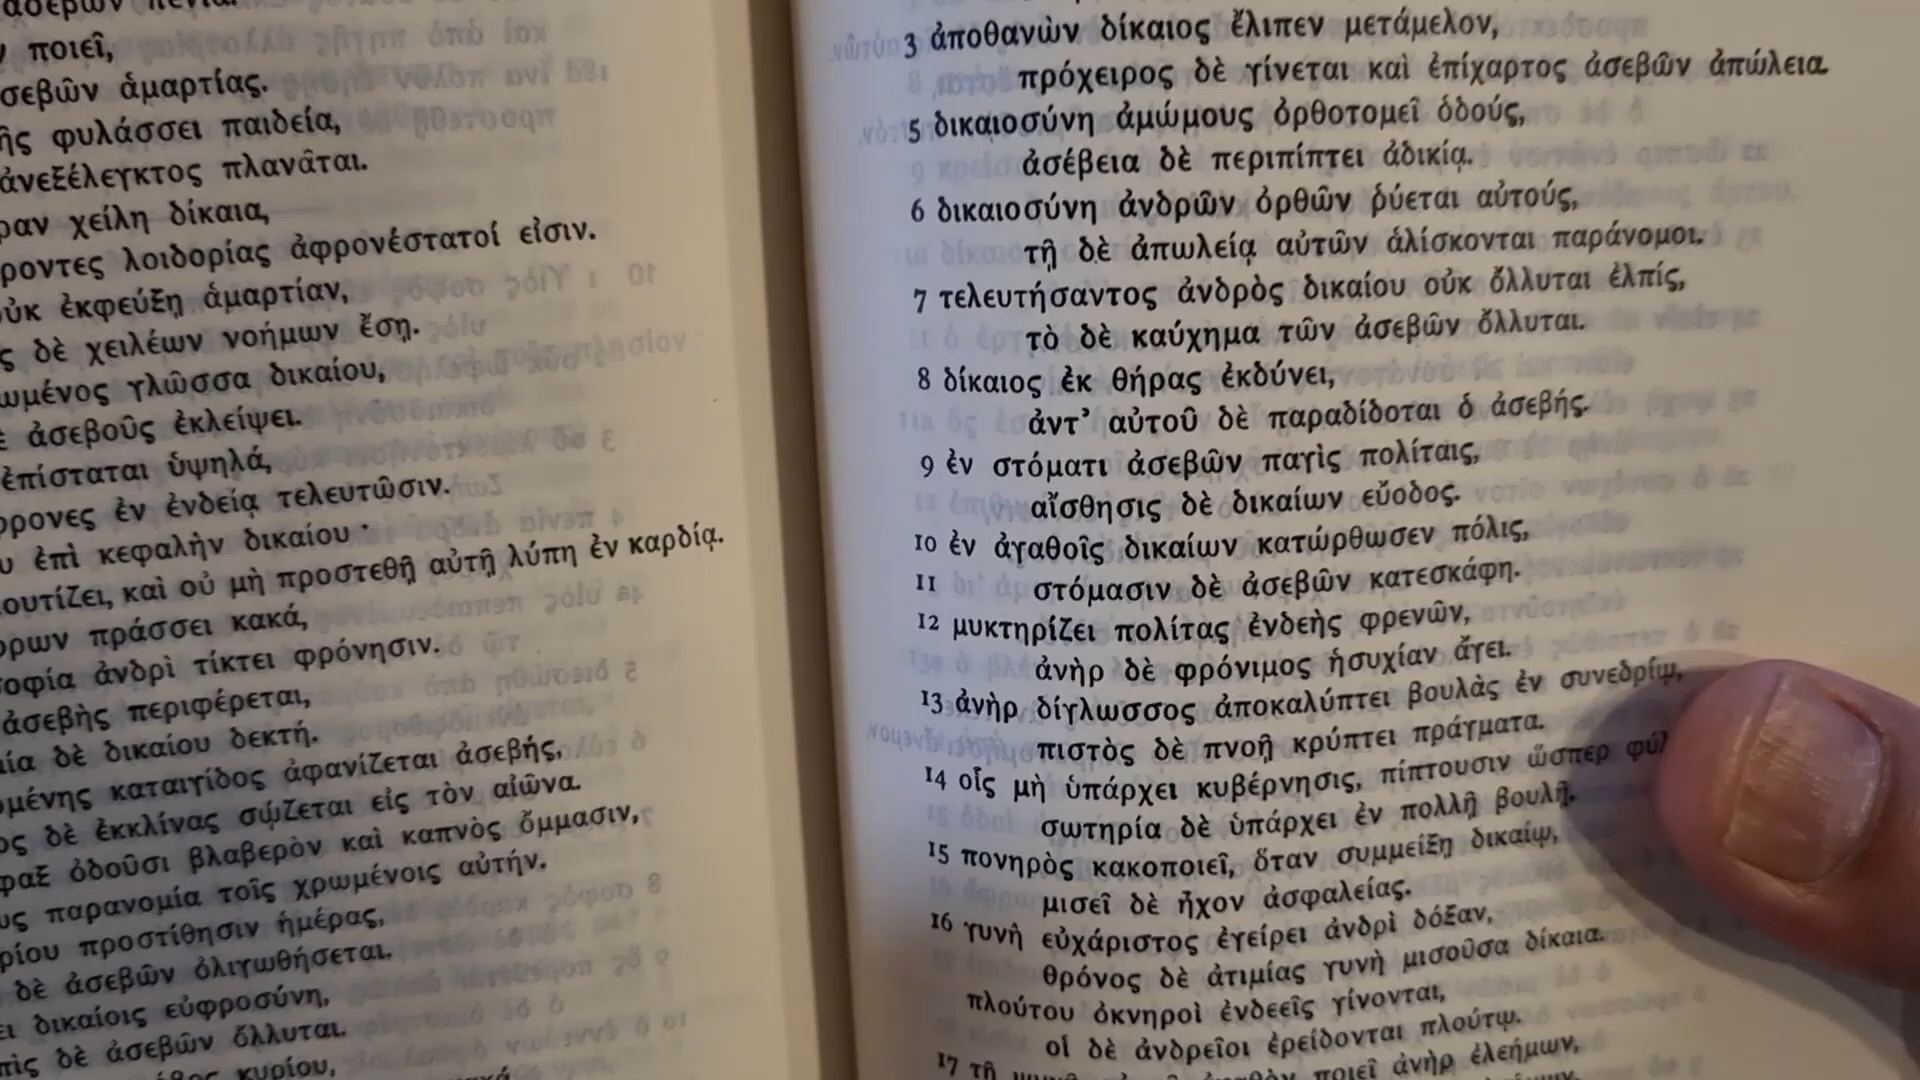 ποιεῖ,
ἁμαρτίας.
φυλάσσει παιδεία,
ἀνεξέλεγκτος πλανᾶται.
χείλη δίκαια,
λοιδορίας ἀφρονέστατοί εἰσιν.
ἐκφεύξῃ ἁμαρτίαν,
δὲ χειλέων νοήμων ἔσῃ.
γλῶσσα δικαίου,
ἀσεβοῦς ἐκλείψει.
ἐπίσταται ὑψηλά,
ἐν ἐνδείᾳ τελευτῶσιν.
ἐπὶ κεφαλὴν δικαίου ·
καὶ οὐ μὴ προστεθῇ αὐτῇ λύπη ἐν καρδίᾳ.
πράσσει κακά,
ἀνδρὶ τίκτει φρόνησιν.
ἀσεβὴς περιφέρεται,
δὲ δικαίου δεκτή.
καταιγίδος ἀφανίζεται ἀσεβής,
δὲ ἐκκλίνας σῴζεται εἰς τὸν αἰῶνα.
ὀδοῦσι βλαβερὸν καὶ καπνὸς ὄμμασιν,
παρανομία τοῖς χρωμένοις αὐτήν.
προστίθησιν ἡμέρας,
δὲ ἀσεβῶν ὀλιγωθήσεται.
δικαίοις εὐφροσύνη,
δὲ ἀσεβῶν ὄλλυται.
κυρίου,
3 ἀποθανὼν δίκαιος ἔλιπεν μετάμελον,
πρόχειρος δὲ γίνεται καὶ ἐπίχαρτος ἀσεβῶν ἀπώλεια.
5 δικαιοσύνη ἀμώμους ὀρθοτομεῖ ὁδούς,
ἀσέβεια δὲ περιπίπτει ἀδικίᾳ.
6 δικαιοσύνη ἀνδρῶν ὀρθῶν ῥύεται αὐτούς,
τῇ δὲ ἀπωλείᾳ αὐτῶν ἁλίσκονται παράνομοι.
7 τελευτήσαντος ἀνδρὸς δικαίου οὐκ ὄλλυται ἐλπίς,
τὸ δὲ καύχημα τῶν ἀσεβῶν ὄλλυται.
8 δίκαιος ἐκ θήρας ἐκδύνει,
ἀντ’ αὐτοῦ δὲ παραδίδοται ὁ ἀσεβής.
9 ἐν στόματι ἀσεβῶν παγὶς πολίταις,
αἴσθησις δὲ δικαίων εὔοδος.
10 ἐν ἀγαθοῖς δικαίων κατώρθωσεν πόλις,
11 στόμασιν δὲ ἀσεβῶν κατεσκάφη.
12 μυκτηρίζει πολίτας ἐνδεὴς φρενῶν,
ἀνὴρ δὲ φρόνιμος ἡσυχίαν ἄγει.
13 ἀνὴρ δίγλωσσος ἀποκαλύπτει βουλὰς ἐν συνεδρίῳ,
πιστὸς δὲ πνοῇ κρύπτει πράγματα.
14 οἷς μὴ ὑπάρχει κυβέρνησις, πίπτουσιν ὥσπερ
σωτηρία δὲ ὑπάρχει ἐν πολλῇ βουλῇ.
15 πονηρὸς κακοποιεῖ, ὅταν συμμείξῃ δικαίῳ,
μισεῖ δὲ ἦχον ἀσφαλείας.
16 γυνὴ εὐχάριστος ἐγείρει ἀνδρὶ δόξαν,
θρόνος δὲ ἀτιμίας γυνὴ μισοῦσα δίκαια.
πλούτου ὀκνηροὶ ἐνδεεῖς γίνονται,
οἱ δὲ ἀνδρεῖοι ἐρείδονται πλούτῳ.
17 τῇ ποιεῖ ἀνὴρ ἐλεήμων,